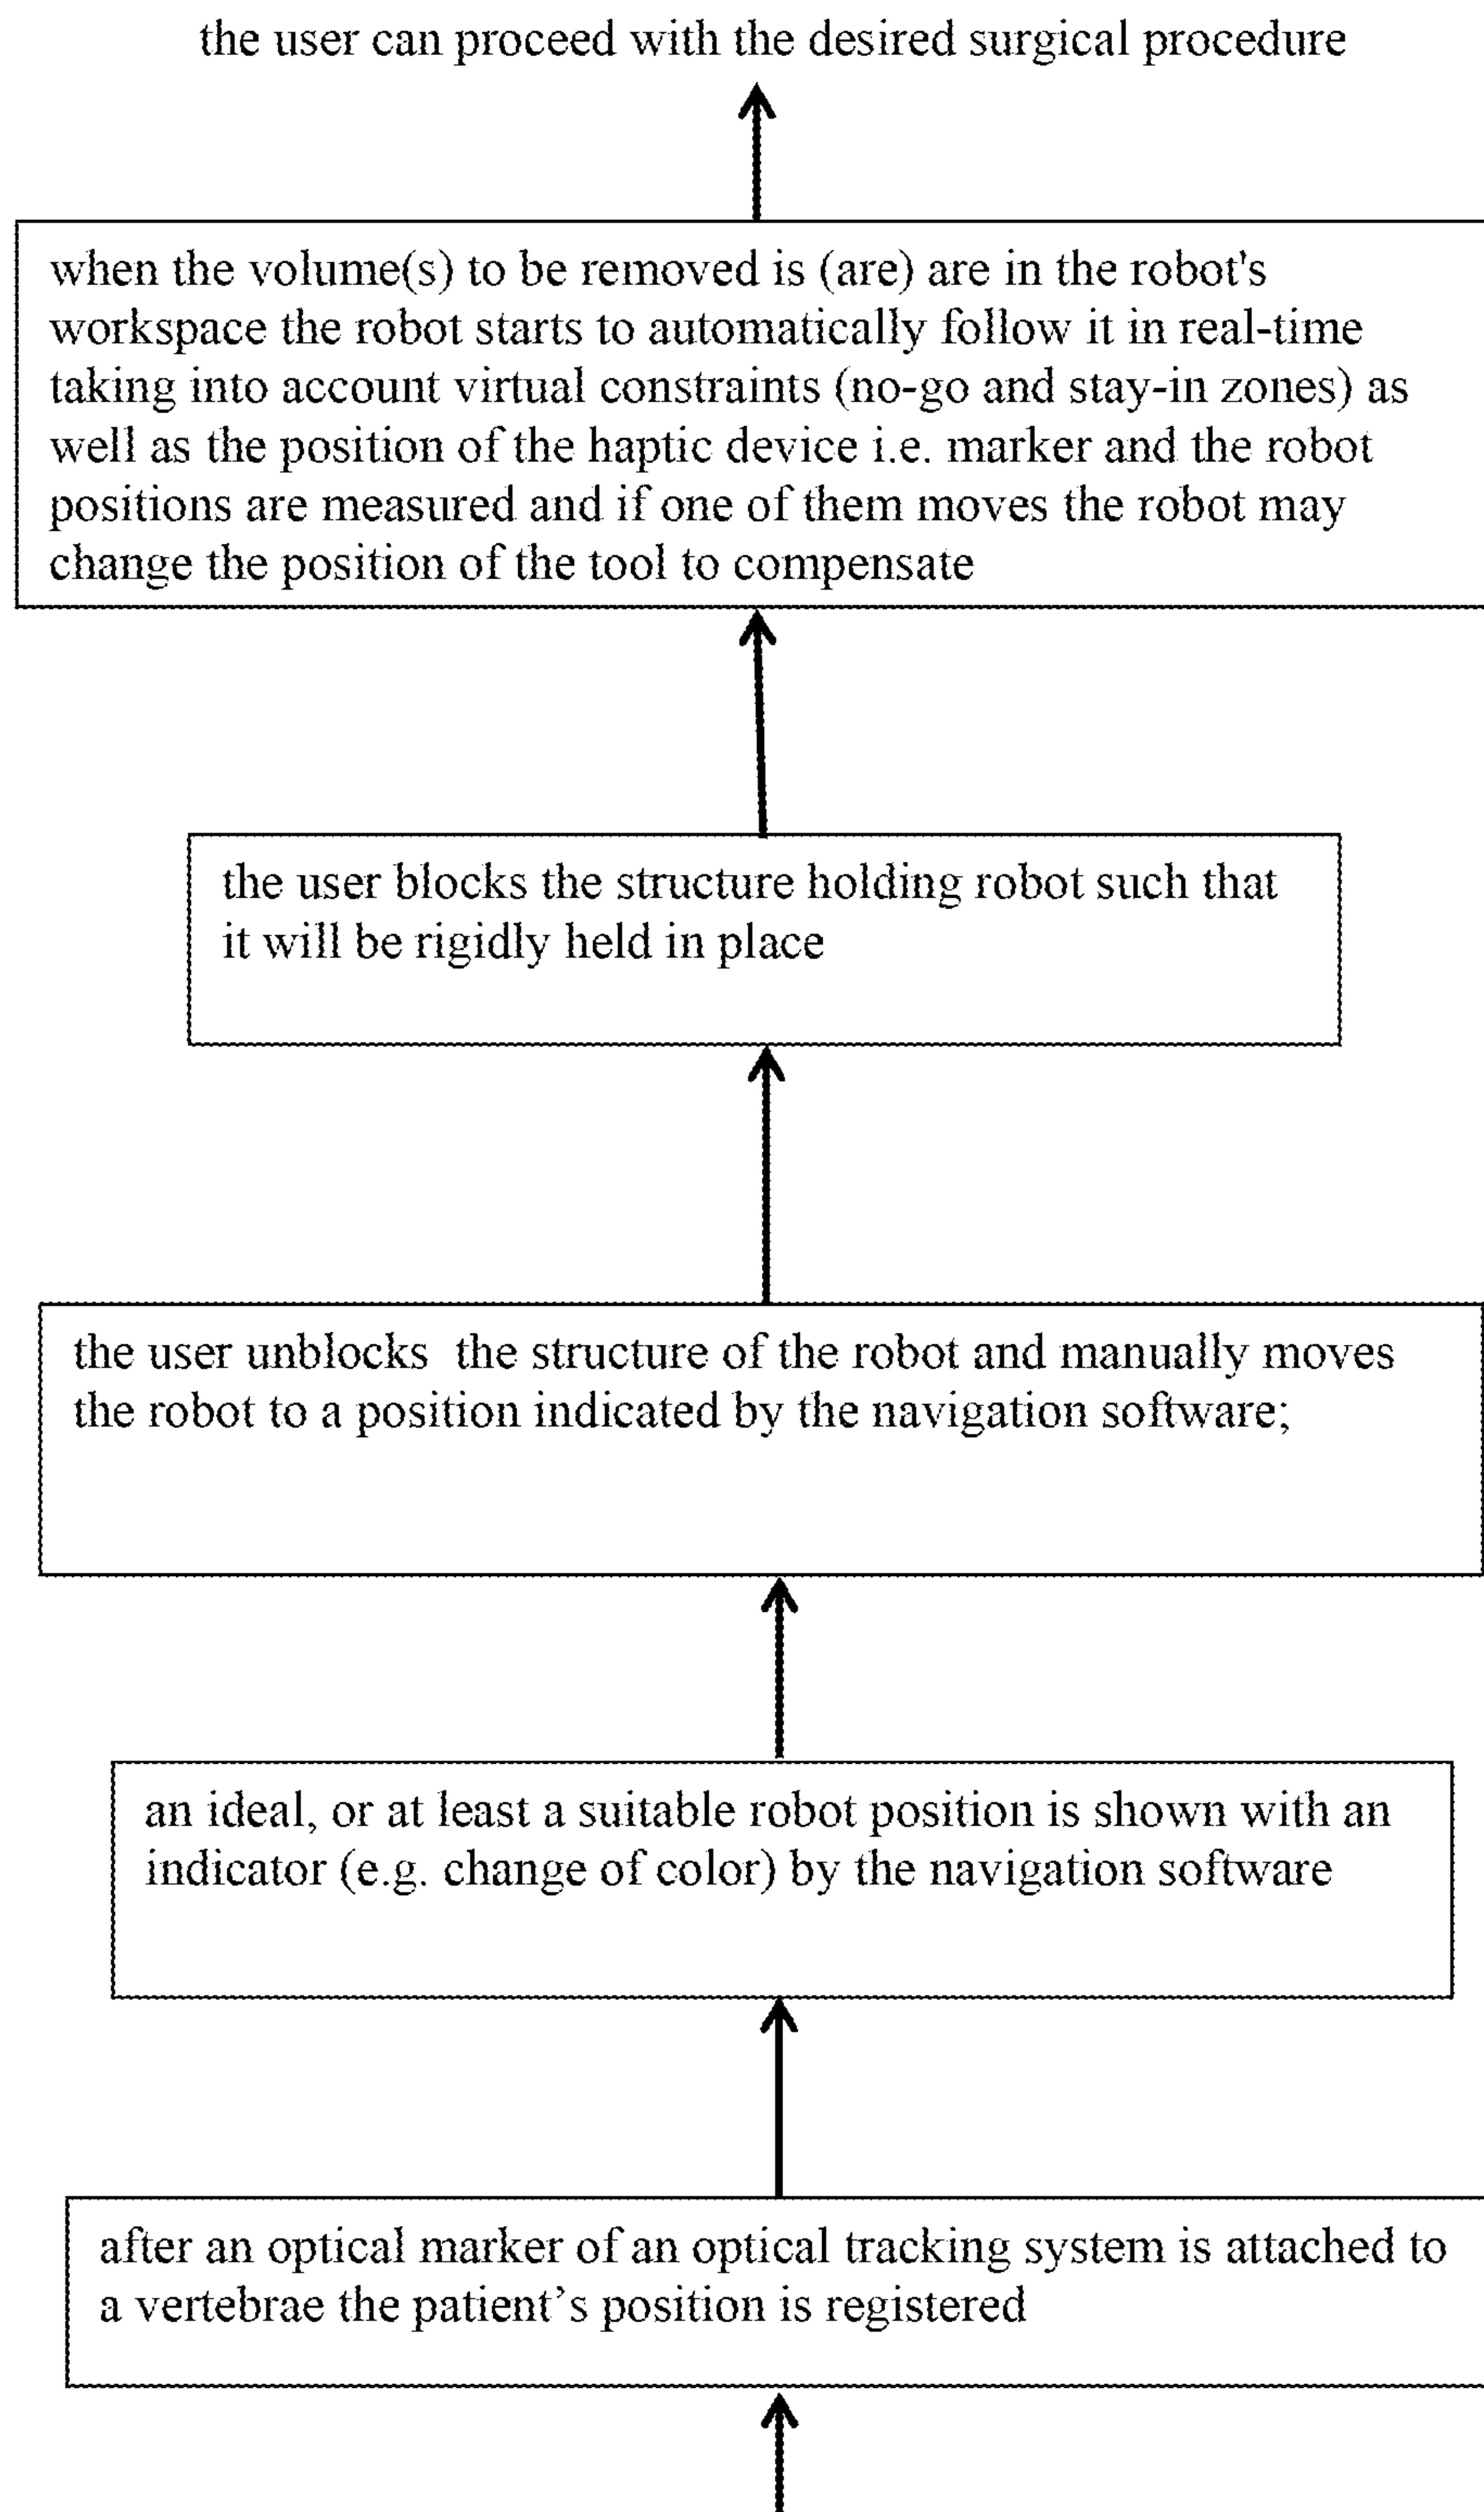 the user can proceed with the desired surgical procedure
when the volume(s) to be removed is (are) are in the robot's
workspace the robot starts to automatically follow it in real-time
taking into account virtual constraints (no-go and stay-in zones) as
well as the position of the haptic device i.e. marker and the robot
positions are measured and if one of them moves the robot may
change the position of the tool to compensate
the user blocks the structure holding robot such that
it will be rigidly held in place
the user unblocks the structure of the robot and manually moves
the robot to a position indicated by the navigation software;
an ideal, or at least a suitable robot position is shown with an
indicator (e.g. change of color) by the navigation software
after an optical marker of an optical tracking system is attached to
a vertebrae the patient’s position is registered